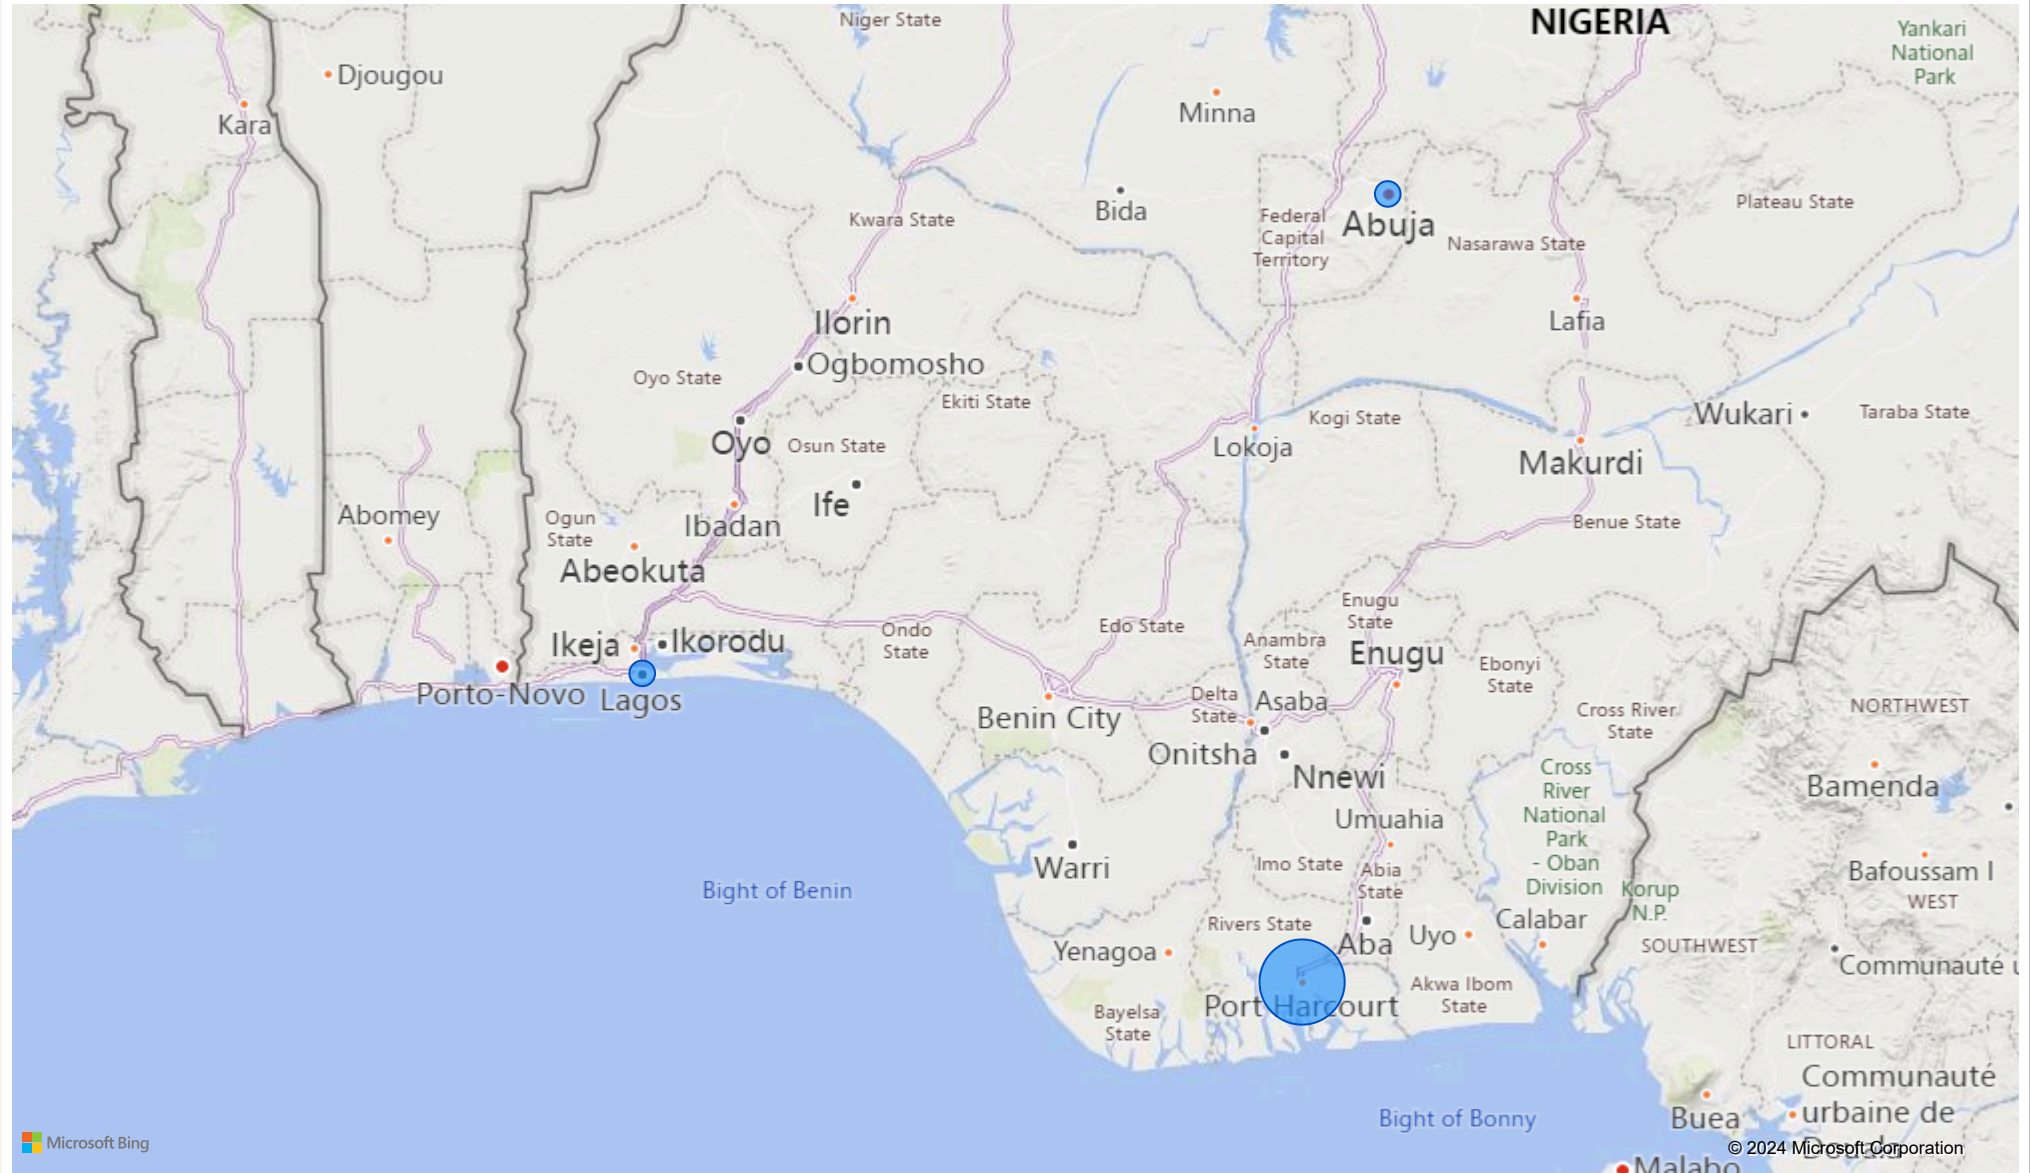 Niger State
NIGERIA
Yankari
National
Park
Djougou
Kara
Minna
Bida
Kwara State
Federal
Capital
Territory
Abuja
Nasarawa State
Plateau State
Ilorin
Lafia
Ogbomosho
Oyo State
Ekiti State
Kogi State
Wukari
Taraba State
Oyo
Osun State
Lokoja
Makurdi
Abomey
Ogun
State
Ibadan
Ife
Benue State
Abeokuta
Enugu
State
Ikeja
Ikorodu
Ondo
State
Edo State
Anambra
State
Enugu
Ebonyi
State
Porto-Novo
Lagos
Benin City
Delta
State
Asaba
Cross River
State
NORTHWEST
Onitsha
Nnewi
Cross
River
National
Park
- Oban
Division
Bamenda
Umuahia
Warri
Imo State
Abia
State
Korup
N.P.
Bafoussam I
WEST
Bight of Benin
Rivers State
Aba
Uyo
Calabar
Yenagoa
SOUTHWEST
Communauté u
Port Harcourt
Akwa Ibom
State
Bayelsa
State
LITTORAL
Communauté
urbaine de
Douala
Buea
Bight of Bonny
Microsoft Bing
© 2024 Microsoft Corporation
Malabo